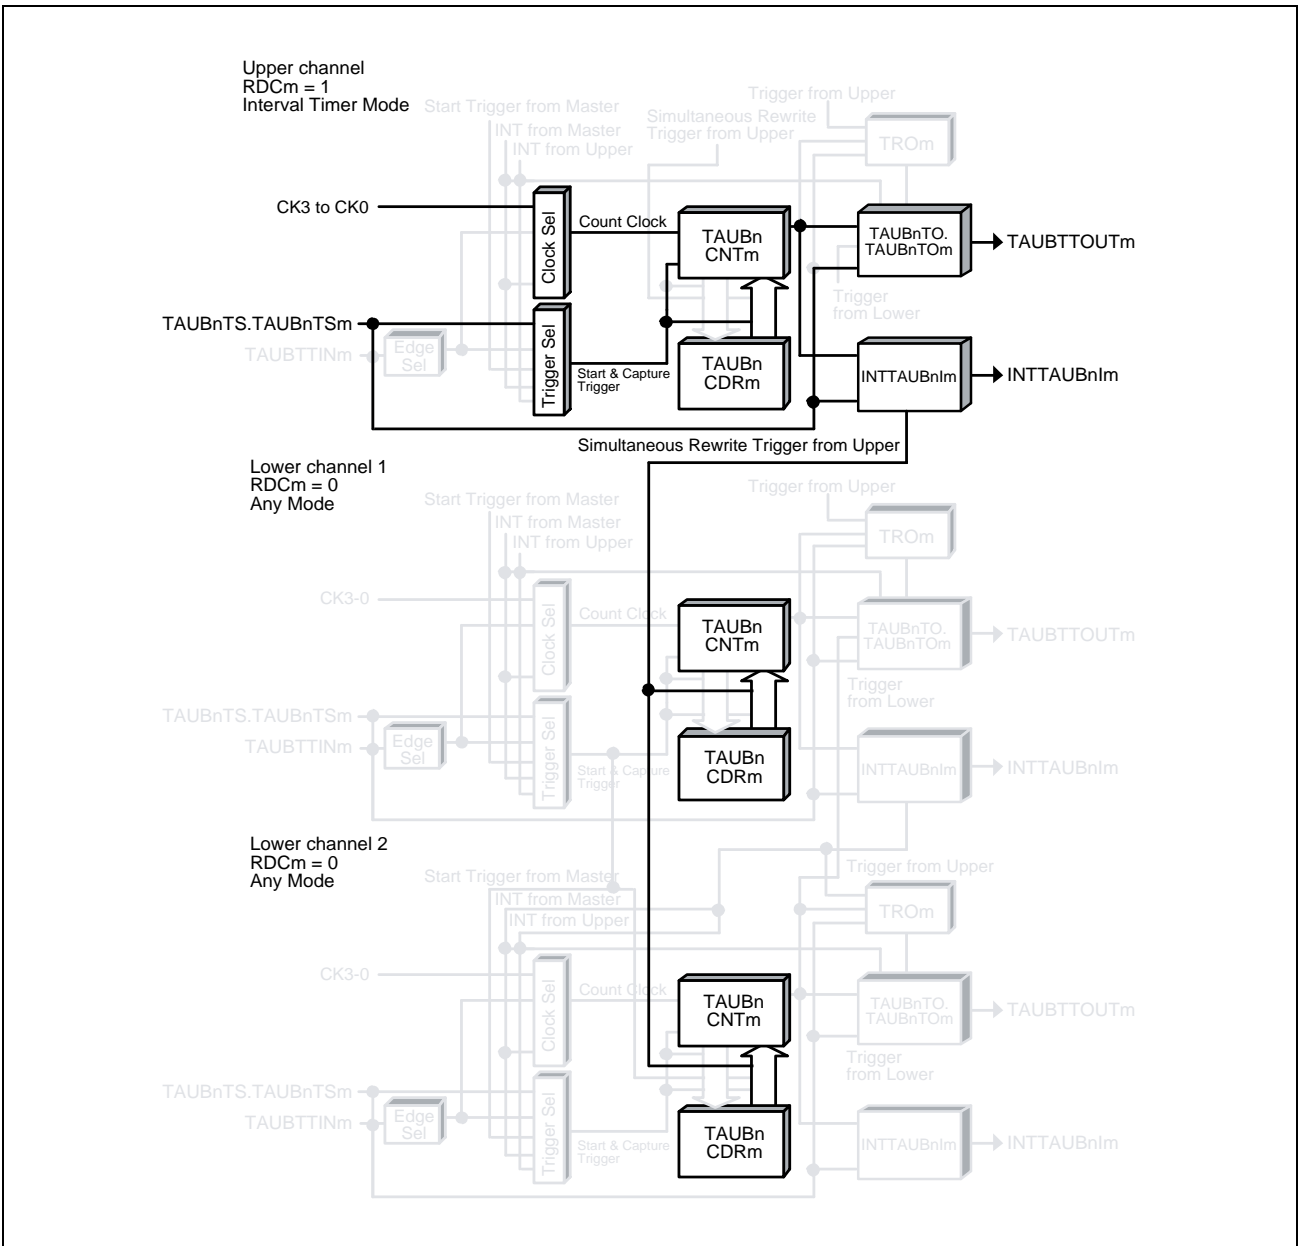 Upper channel
RDCm = 1
Interval Timer Mode
Start Trigger from Master
INT from Master
INT from Upper
Simultaneous Rewrite
Trigger from Upper
Trigger from Upper
TROm
CK3 to CK0
Clock Sel
Count Clock
TAUBn
CNTm
TAUBnTO.
TAUBnTOm
TAUBTTOUTm
Trigger
from Lower
TAUBnTS.TAUBnTSm
TAUBTTINm
Edge
Sel
Trigger Sel
Start & Capture
Trigger
TAUBn
CDRm
INTTAUBnIm
INTTAUBnIm
Simultaneous Rewrite Trigger from Upper
Lower channel 1
RDCm = 0
Any Mode
Start Trigger from Master
INT from Master
INT from Upper
Trigger from Upper
TROm
CK3-0
Clock Sel
Count Clock
TAUBn
CNTm
TAUBnTO.
TAUBnTOm
TAUBTTOUTm
Trigger
from Lower
TAUBnTS.TAUBnTSm
TAUBTTINm
Edge
Sel
Trigger Sel
Start & Capture
Trigger
TAUBn
CDRm
INTTAUBnIm
INTTAUBnIm
Lower channel 2
RDCm = 0
Any Mode
Start Trigger from Master
INT from Master
INT from Upper
Trigger from Upper
TROm
CK3-0
Clock Sel
Count Clock
TAUBn
CNTm
TAUBnTO.
TAUBnTOm
TAUBTTOUTm
Trigger
from Lower
TAUBnTS.TAUBnTSm
TAUBTTINm
Edge
Sel
Trigger Sel
Start & Capture
Trigger
TAUBn
CDRm
INTTAUBnIm
INTTAUBnIm